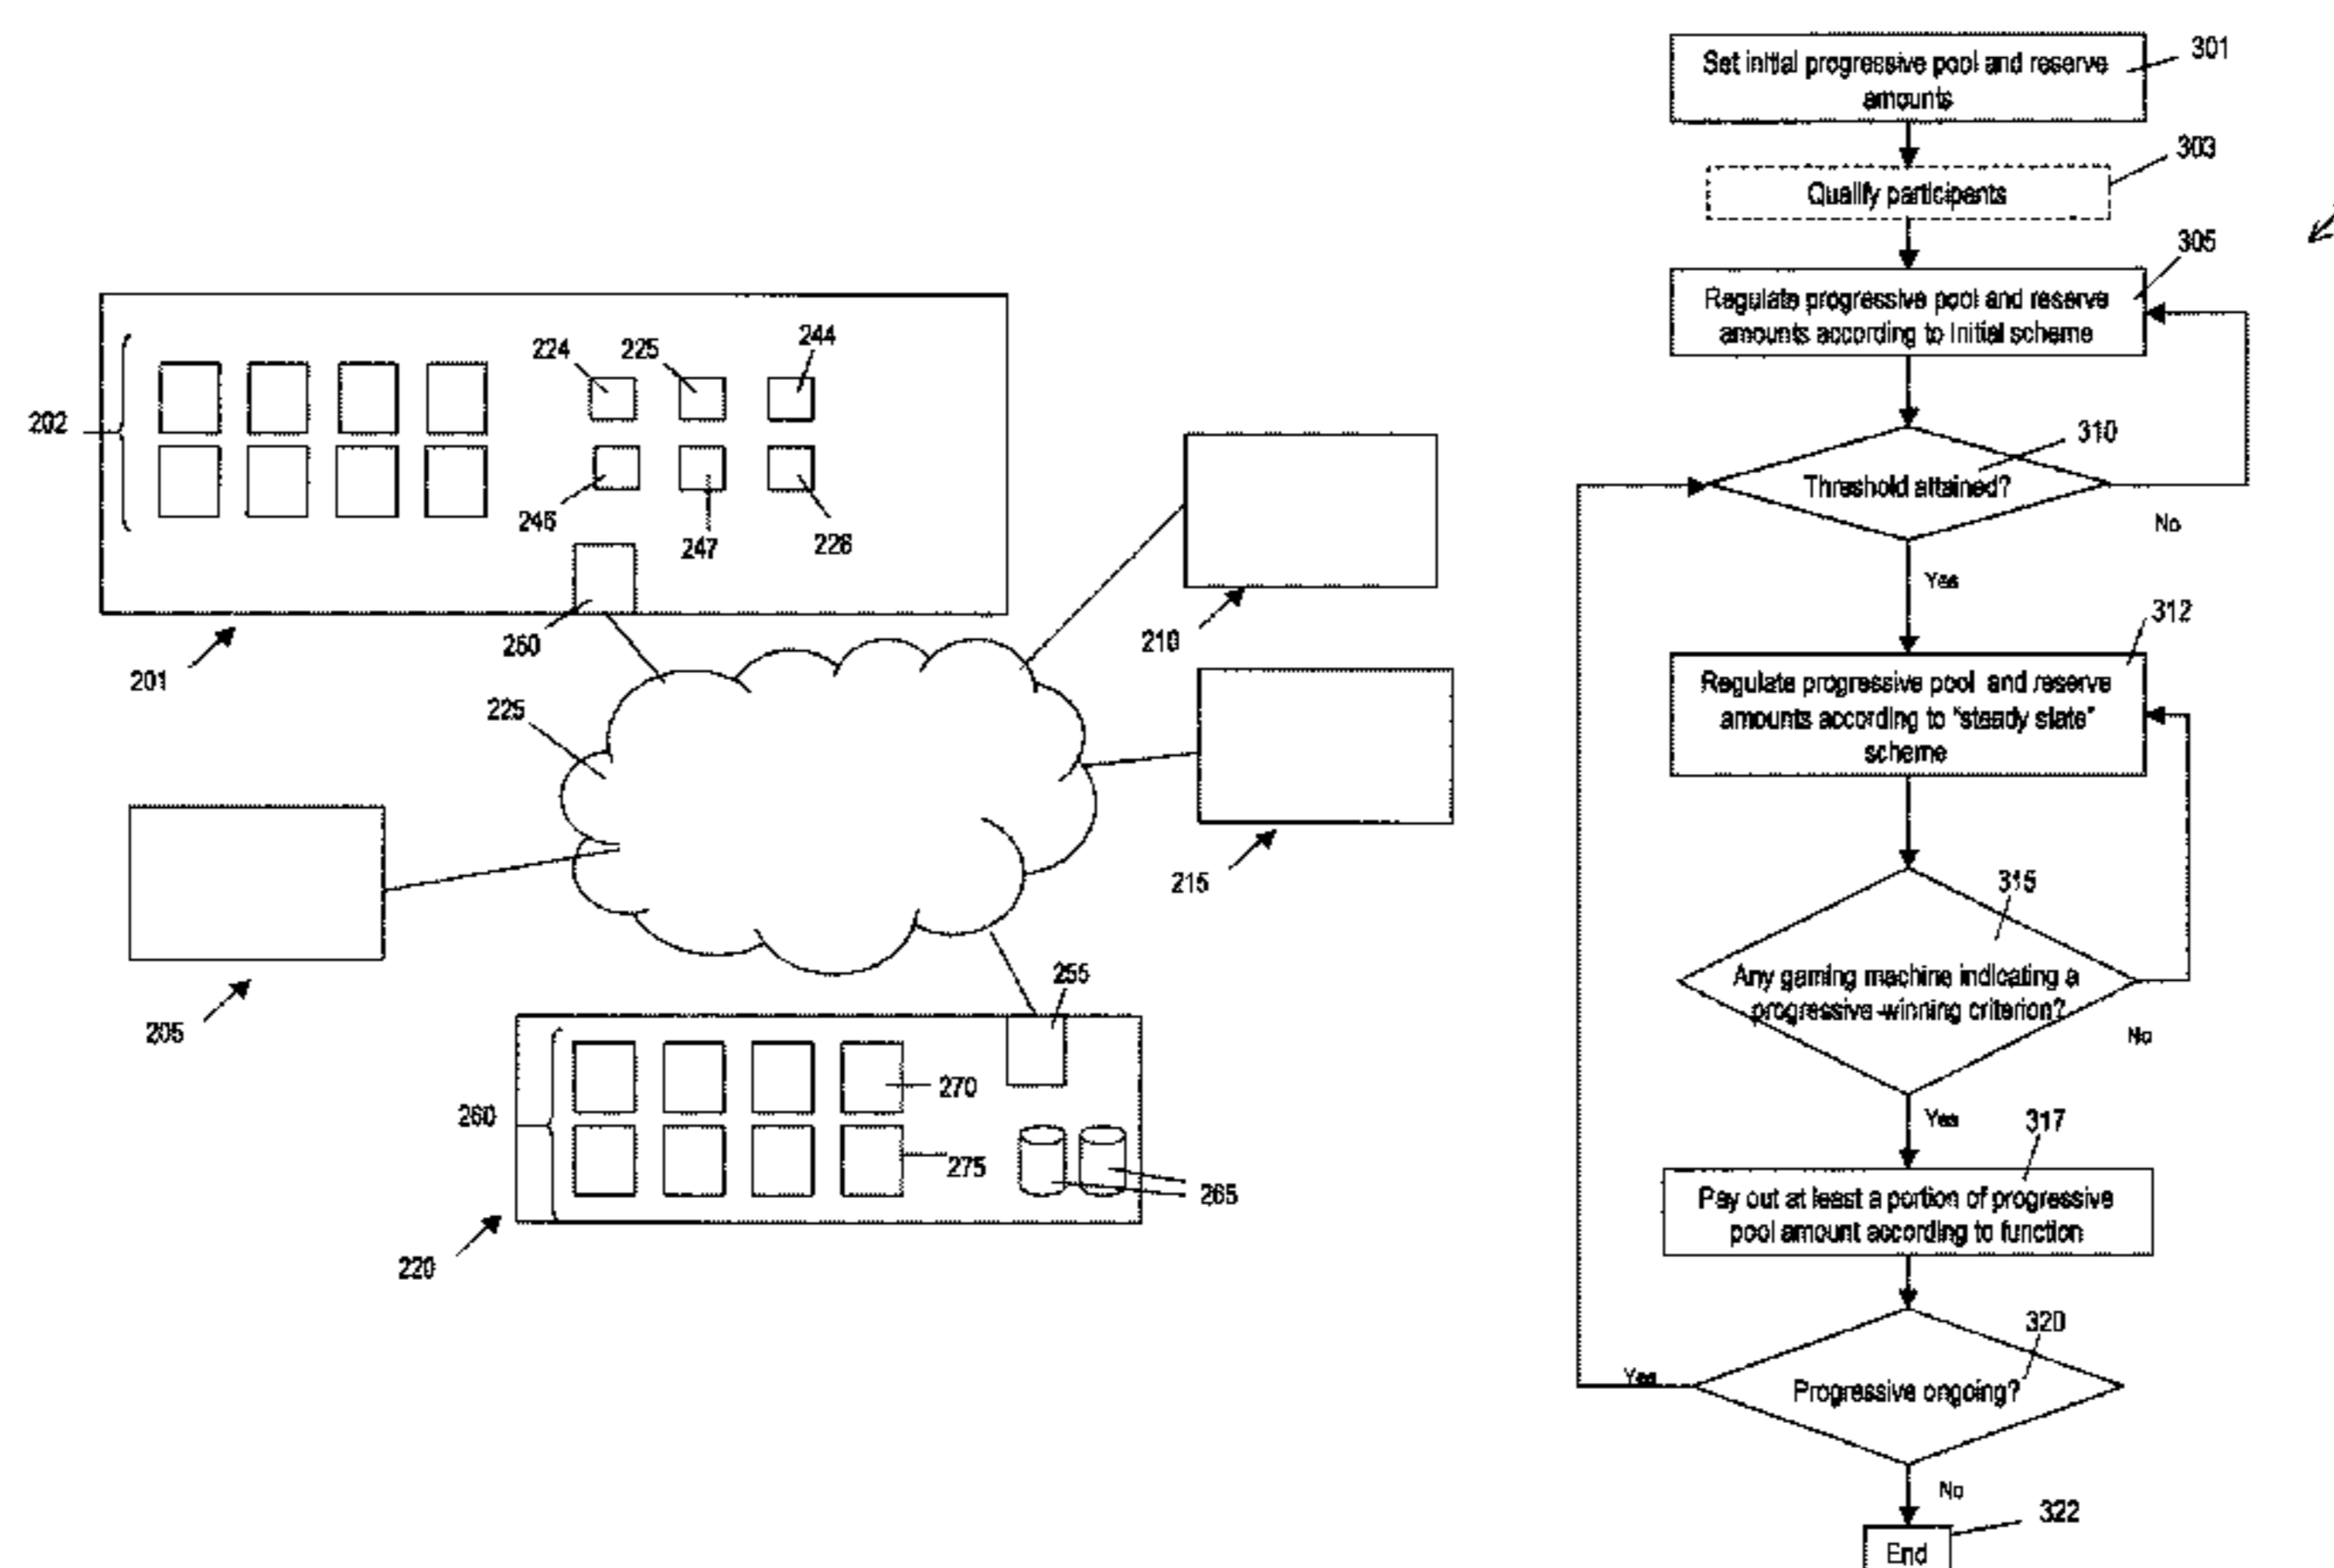 224
225
244
202
246
247
228
260
201
210
225
215
205
255
270
260
275
265
220
301
Set initial progressive pool and reserve
amounts
303
Qualify participants
305
Regulate progressive pool and reserve
amounts according to initial scheme
310
Threshold attained?
No
Yes
312
Regulate progressive pool and reserve
amounts according to "steady state"
scheme
315
Any gaming machine indicating a
progressive-winning criterion?
No
Yes
317
Pay out at least a portion of progressive
pool amount according to function
320
Yes
Progressive ongoing?
No
322
End